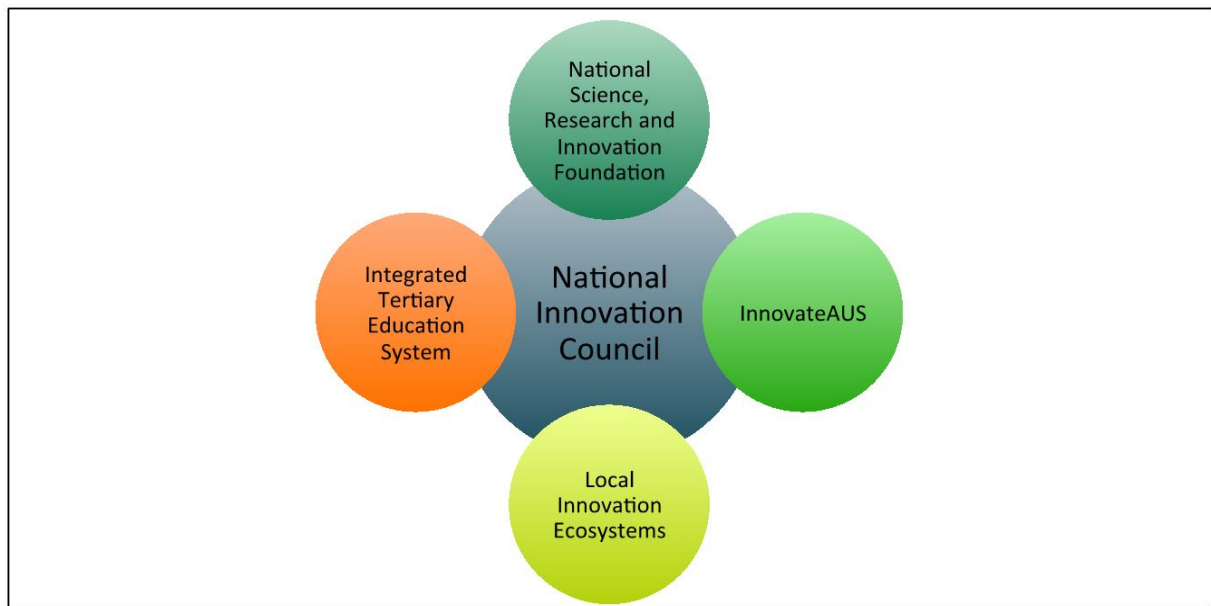 National
Science,
Research and
Innovation
Foundation
Integrated
Tertiary
Education
System
National
Innovation
Council
InnovateAUS
Local
Innovation
Ecosystems